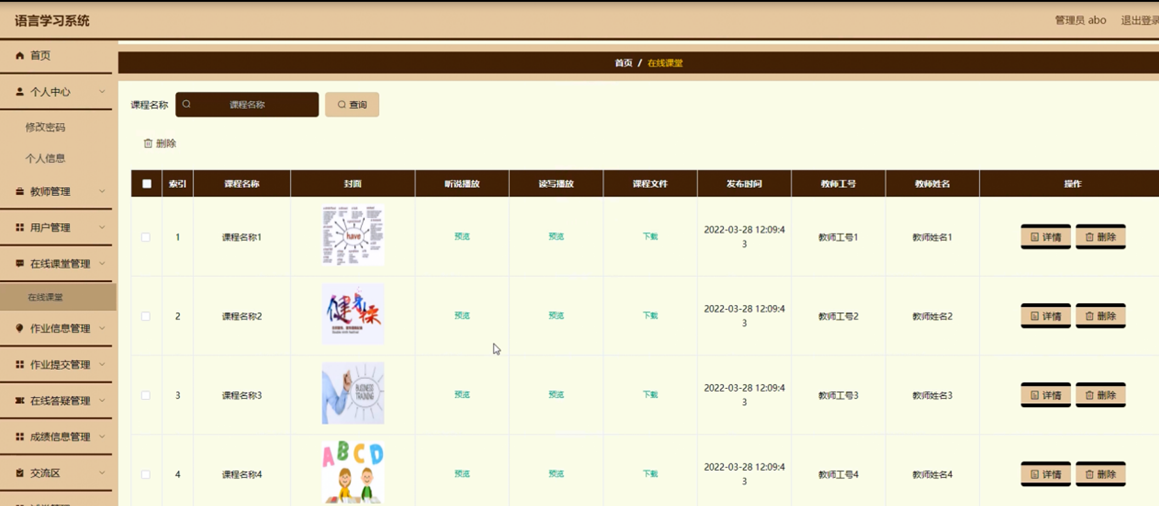 语言学习系统
管理员 abo 退出登录
首页
个人中心
修改密码
个人信息
教师管理
用户管理
在线课堂管理
在线课堂
作业信息管理
作业提交管理
在线答疑管理
成绩信息管理
交流区
首页 / 在线课堂
课程名称 课程名称 查询
删除
索引 课程名称 封面 听说播放 读写播放 课程文件 发布时间 教师工号 教师姓名 操作
1 课程名称1 have 预览 预览 下载 2022-03-28 12:09:4
3 教师工号1 教师姓名1 详情 删除
2 课程名称2 健身操 预览 预览 下载 2022-03-28 12:09:4
3 教师工号2 教师姓名2 详情 删除
3 课程名称3 BUSINESS
TRAINING 预览 预览 下载 2022-03-28 12:09:4
3 教师工号3 教师姓名3 详情 删除
4 课程名称4 ABCD 预览 预览 下载 2022-03-28 12:09:4
3 教师工号4 教师姓名4 详情 删除